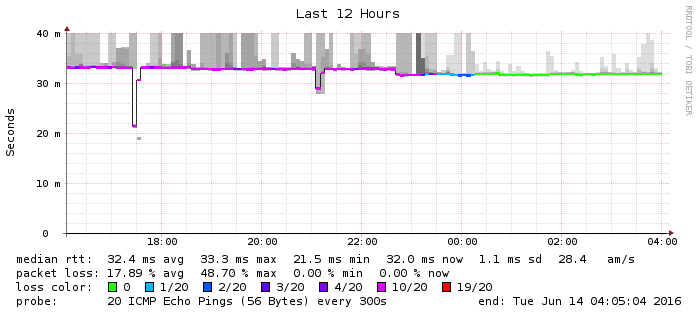 Last 12 Hours
RRDTOOL / TOBI OETIKER
Seconds
40 m
30 m
20 m
10 m
0
18:00 20:00 22:00 00:00 02:00 04:00
median rtt: 32.4 ms avg 33.3 ms max 21.5 ms min 32.0 ms now 1.1 ms sd 28.4 am/s
packet loss: 17.89 % avg 48.70 % max 0.00 % min 0.00 % now
loss color: 0 1/20 2/20 3/20 4/20 10/20 19/20
probe: 20 ICMP Echo Pings (56 Bytes) every 300s end: Tue Jun 14 04:05:04 2016